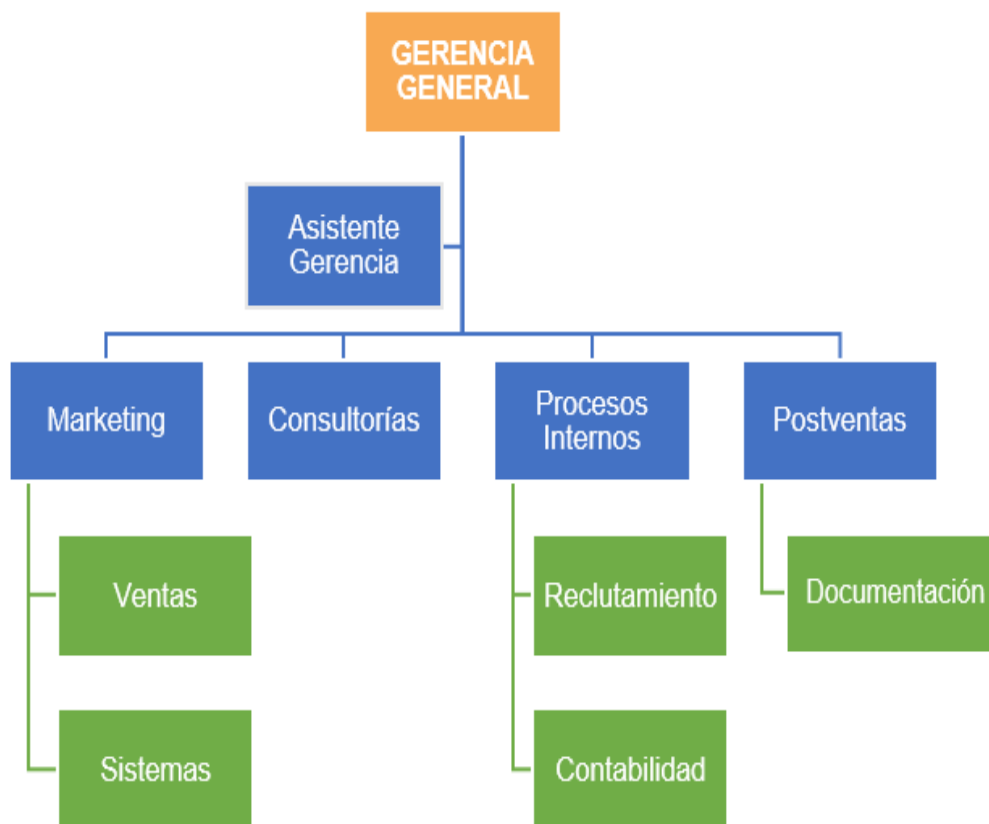 GERENCIA
GENERAL
Asistente
Gerencia
Marketing
Consultorías
Procesos
Internos
Postventas
Ventas
Reclutamiento
Documentación
Sistemas
Contabilidad